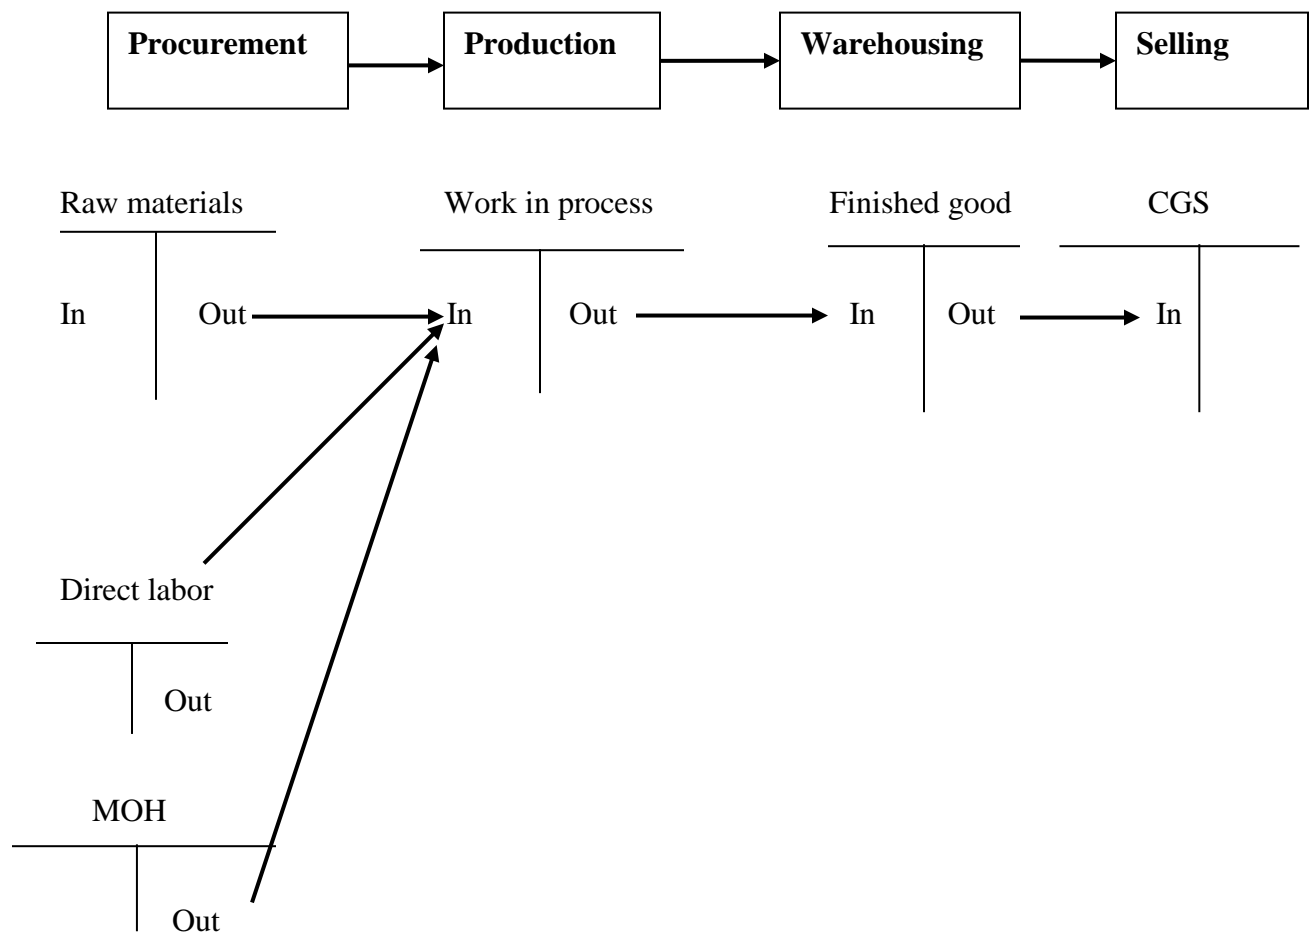 Procurement Production Warehousing Selling
Raw materials Work in process Finished good CGS
In Out In Out In Out In
Direct labor
Out
MOH
Out